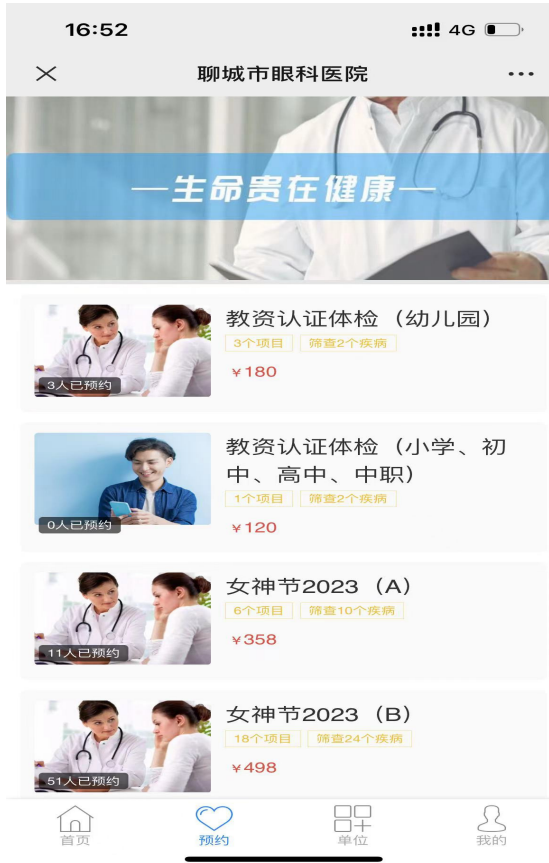 16:52
4G
聊城市眼科医院
—生命贵在健康—
教资认证体检（幼儿园）
3个项目 筛查2个疾病
3人已预约
￥180
教资认证体检（小学、初
中、高中、中职）
1个项目 筛查2个疾病
0人已预约
￥120
女神节2023（A）
6个项目 筛查10个疾病
11人已预约
￥358
女神节2023（B）
18个项目 筛查24个疾病
51人已预约
￥498
首页 预约 单位 我的